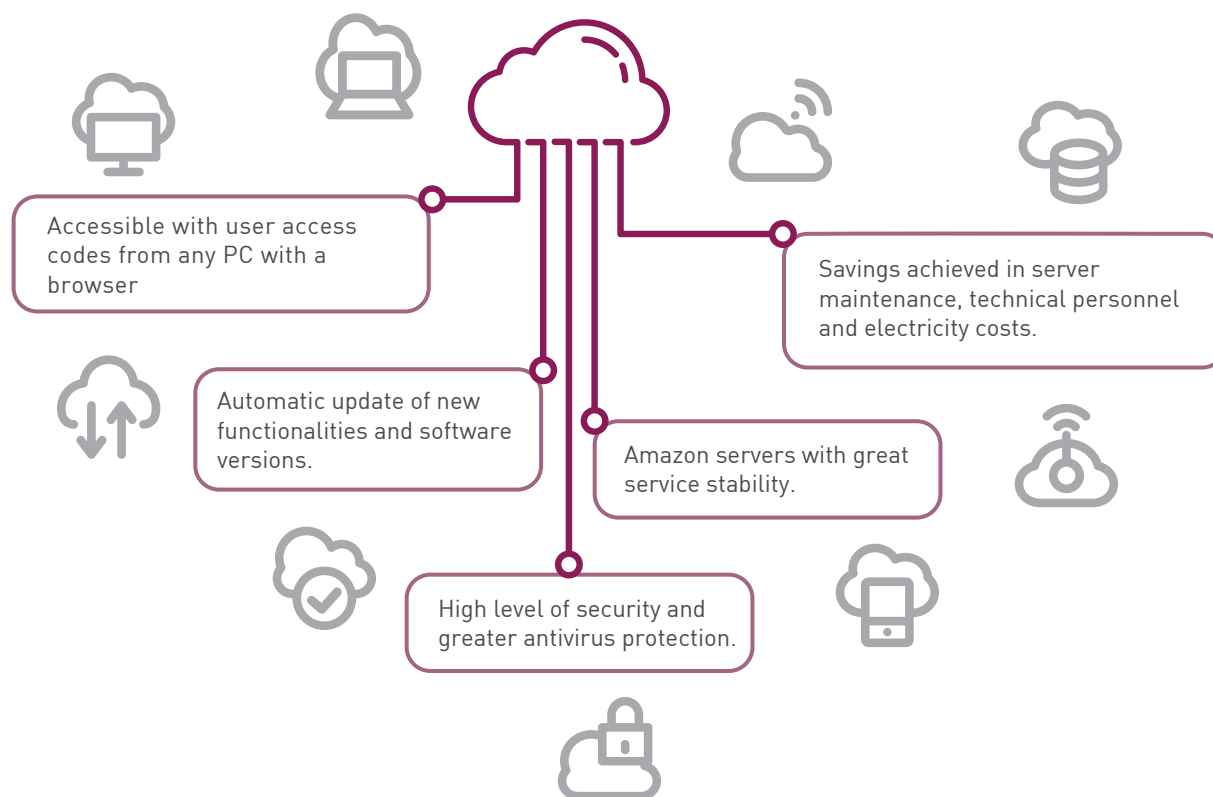 Accessible with user access
codes from any PC with a
browser
Savings achieved in server
maintenance, technical personnel
and electricity costs.
Automatic update of new
functionalities and software
versions.
Amazon servers with great
service stability.
High level of security and
greater antivirus protection.